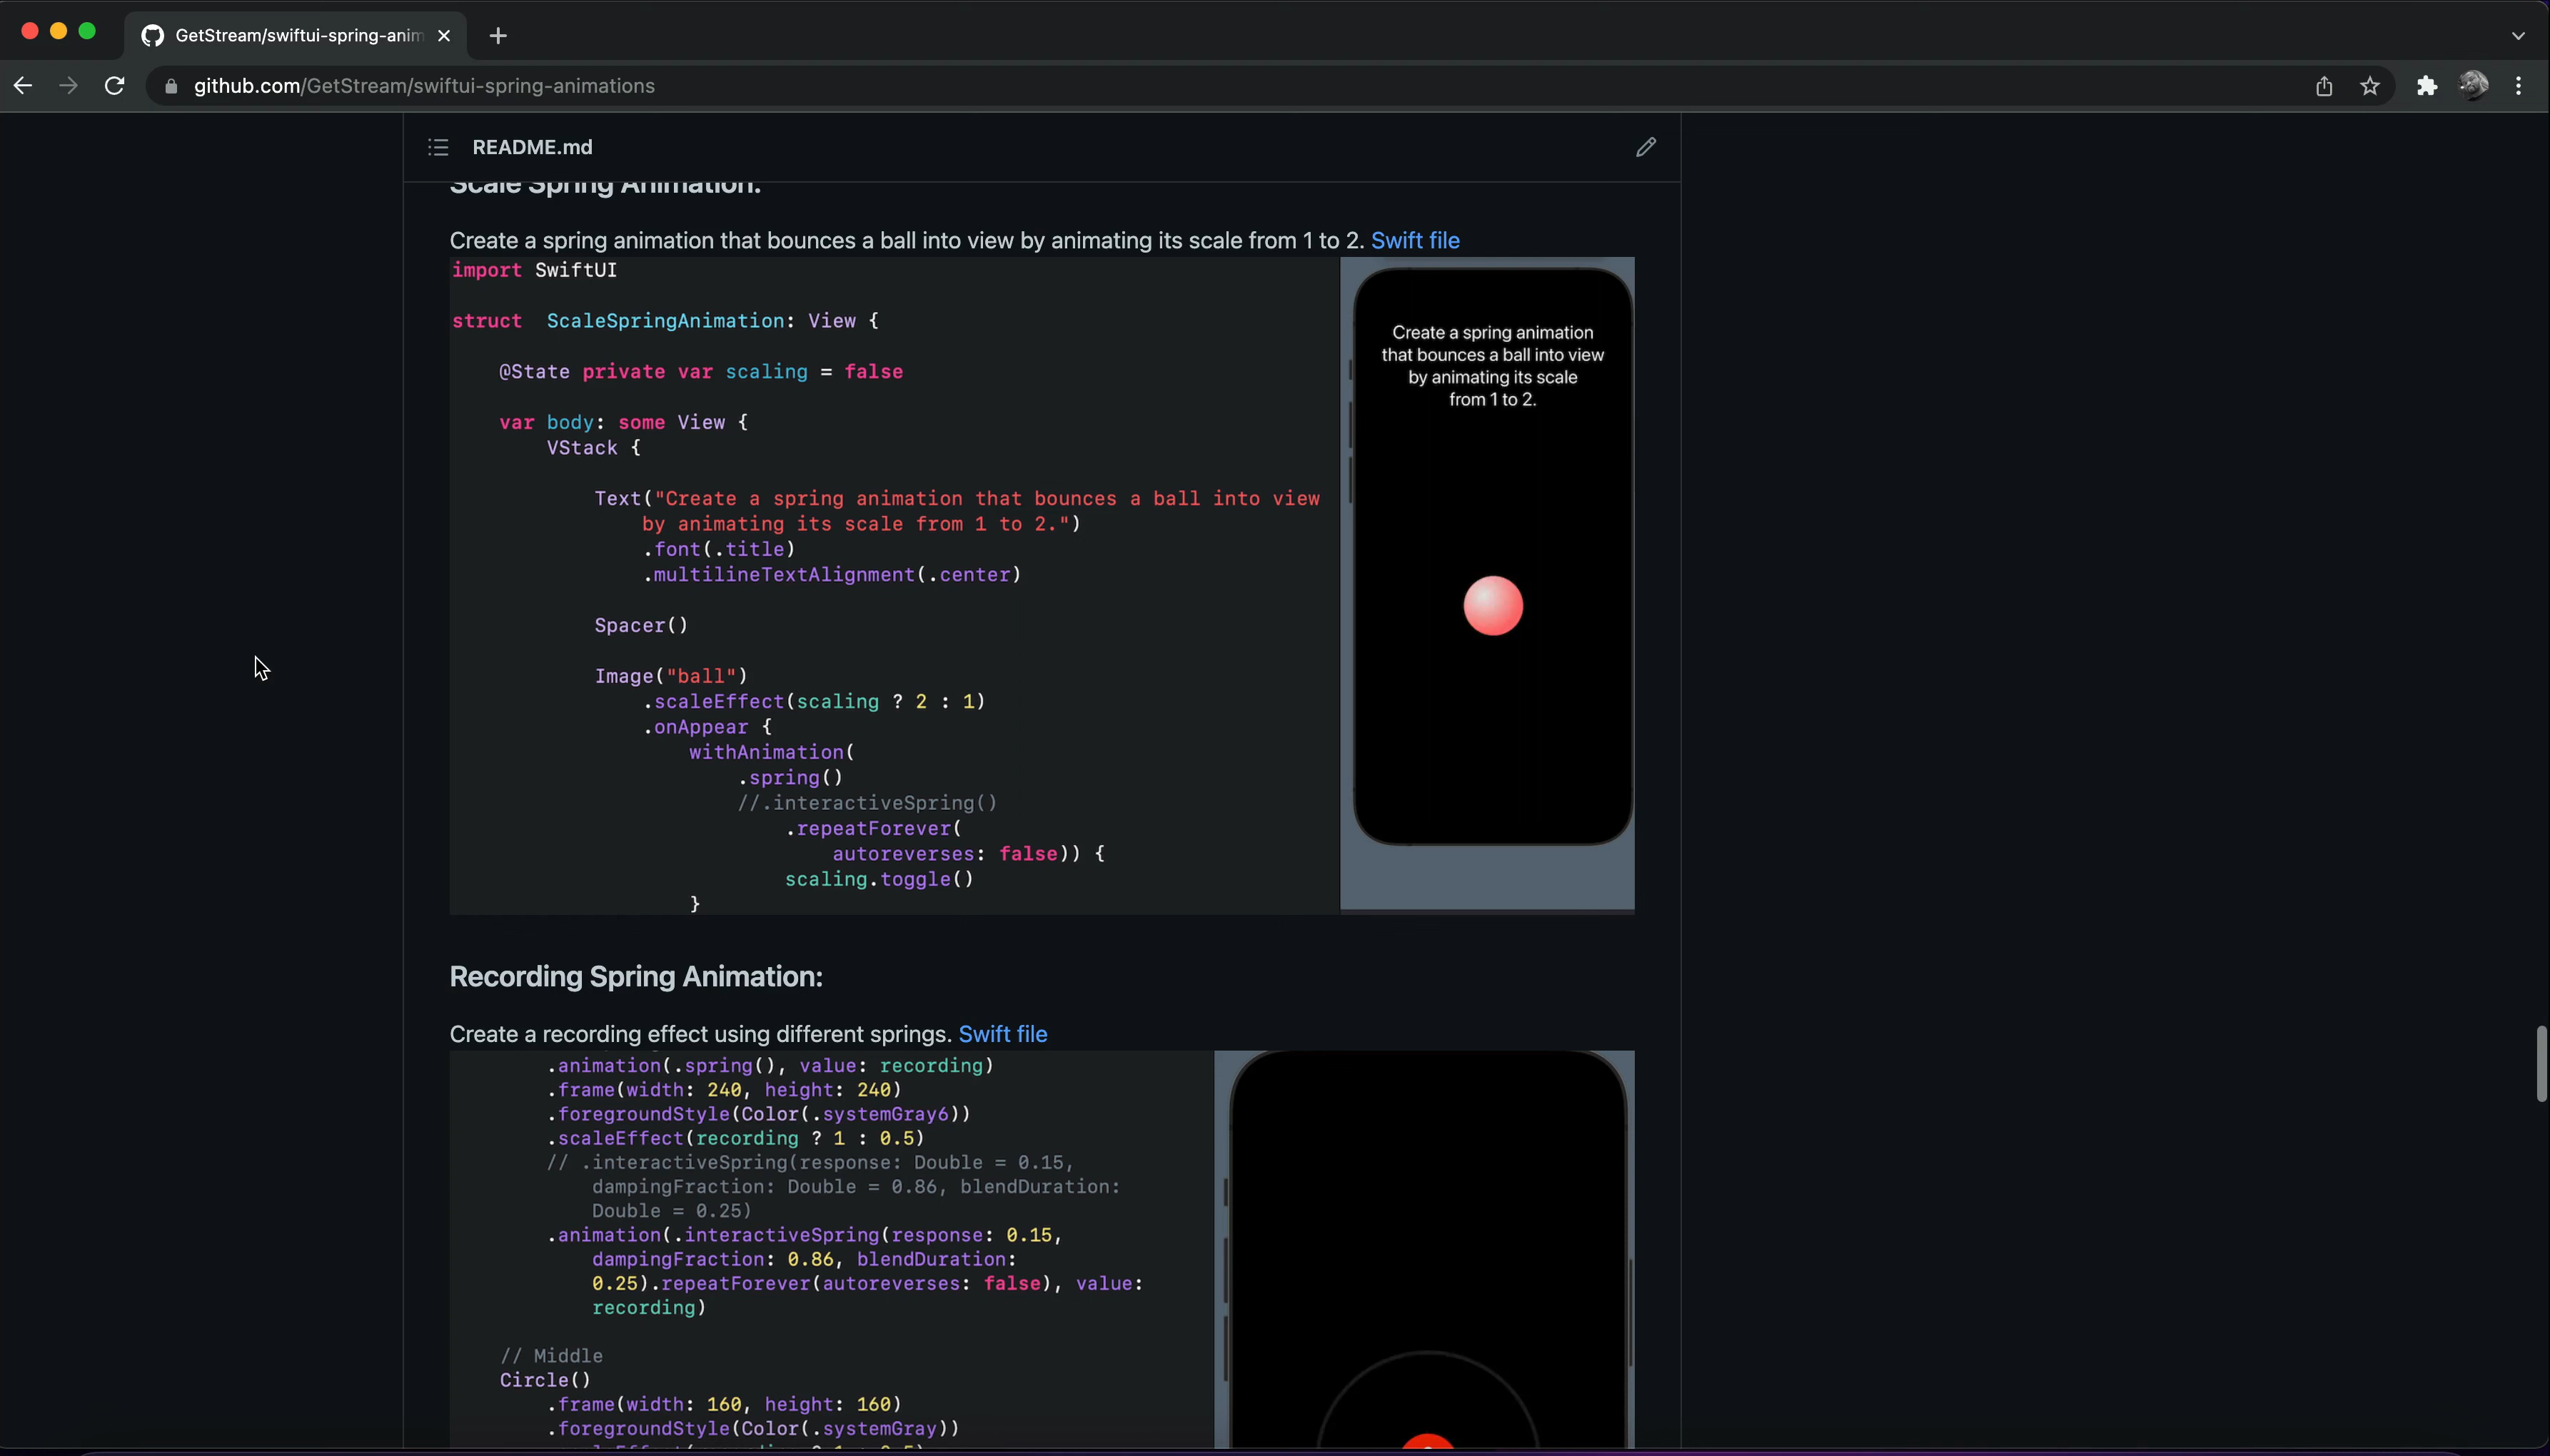 GetStream/swiftui-spring-anim
github.com/GetStream/swiftui-spring-animations
README.md
Scale Spring Animation:
Create a spring animation that bounces a ball into view by animating its scale from 1 to 2. Swift file
import SwiftUI
struct ScaleSpringAnimation: View {
@State private var scaling = false
var body: some View {
VStack {
Text("Create a spring animation that bounces a ball into view
by animating its scale from 1 to 2.")
.font(.title)
.multilineTextAlignment(.center)
Spacer()
Image("ball")
.scaleEffect(scaling ? 2 : 1)
.onAppear {
withAnimation(
.spring()
//.interactiveSpring()
.repeatForever(
autoreverses: false)) {
scaling.toggle()
}
Create a spring animation
that bounces a ball into view
by animating its scale
from 1 to 2.
Recording Spring Animation:
Create a recording effect using different springs. Swift file
.animation(.spring(), value: recording)
.frame(width: 240, height: 240)
.foregroundStyle(Color(.systemGray6))
.scaleEffect(recording ? 1 : 0.5)
// .interactiveSpring(response: Double = 0.15,
dampingFraction: Double = 0.86, blendDuration:
Double = 0.25)
.animation(.interactiveSpring(response: 0.15,
dampingFraction: 0.86, blendDuration:
0.25).repeatForever(autoreverses: false), value:
recording)
// Middle
Circle()
.frame(width: 160, height: 160)
.foregroundStyle(Color(.systemGray))